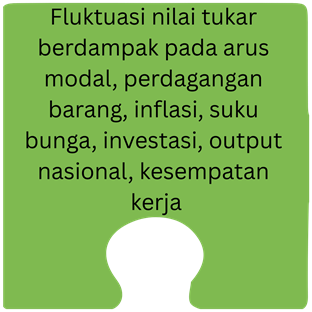 Fluktuasi nilai tukar
berdampak pada arus
modal, perdagangan
barang, inflasi, suku
bunga, investasi, output
nasional, kesempatan
kerja